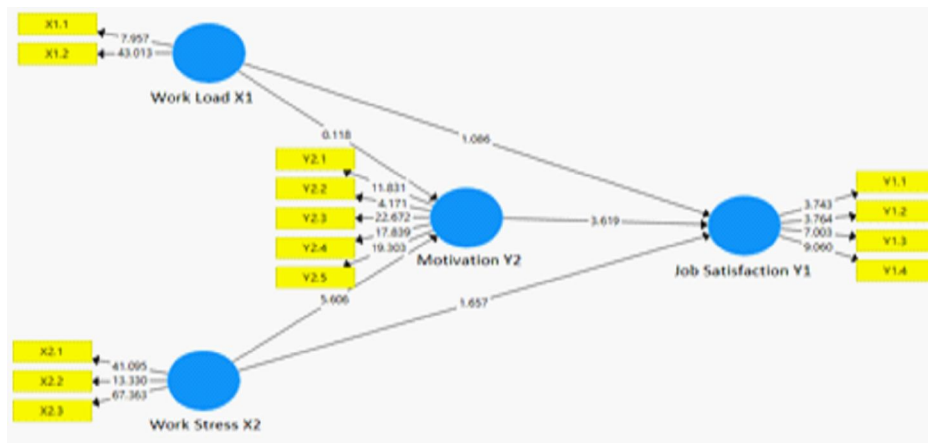 X1.1
7.957
X1.2
43.013
Work Load X1
0.118
1.086
Y2.1
11.831
Y2.2
4.171
Y2.3
22.672
Y2.4
17.839
Y2.5
19.303
Motivation Y2
3.619
Y1.1
3.743
Y1.2
3.764
Y1.3
7.003
Y1.4
9.060
Job Satisfaction Y1
5.606
1.657
X2.1
41.095
X2.2
13.330
X2.3
67.363
Work Stress X2